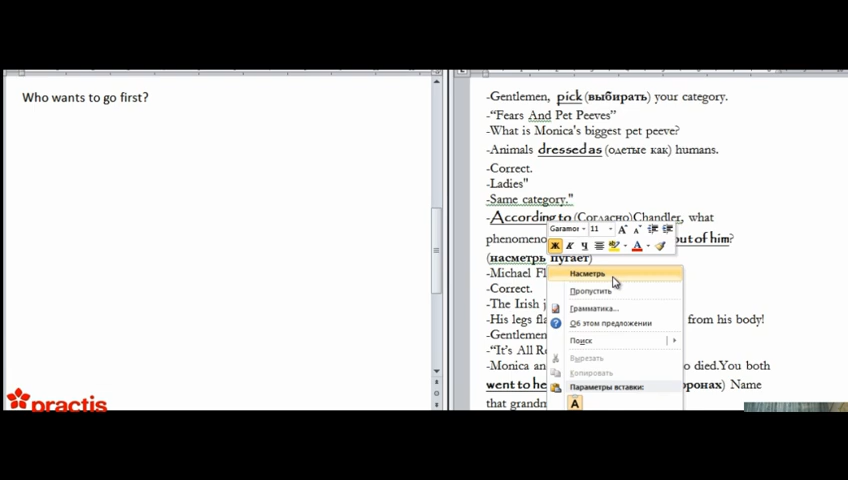 Who wants to go first?
-Gentlemen, pick (выбирать) your category.
-“Fears And Pet Peeves”
-What is Monica's biggest pet peeve?
-Animals dressed as (одетые как) humans.
-Correct.
-Ladies"
-Same category."
-According to (Согласно)Chandler, what
Garamor 11
phenomeno out of him?
Ж К Ч А
(насметрь пугает)
-Michael Fl
Насметрь
-Correct.
Пропустить
-The Irish j
Грамматика...
-His legs fla from his body!
Об этом предложении
-Gentlemen
Поиск
-“It's All Re
Вырезать
-Monica an o died.You both
Копировать
went to he оронах) Name
Параметры вставки:
that grandm
A
practis